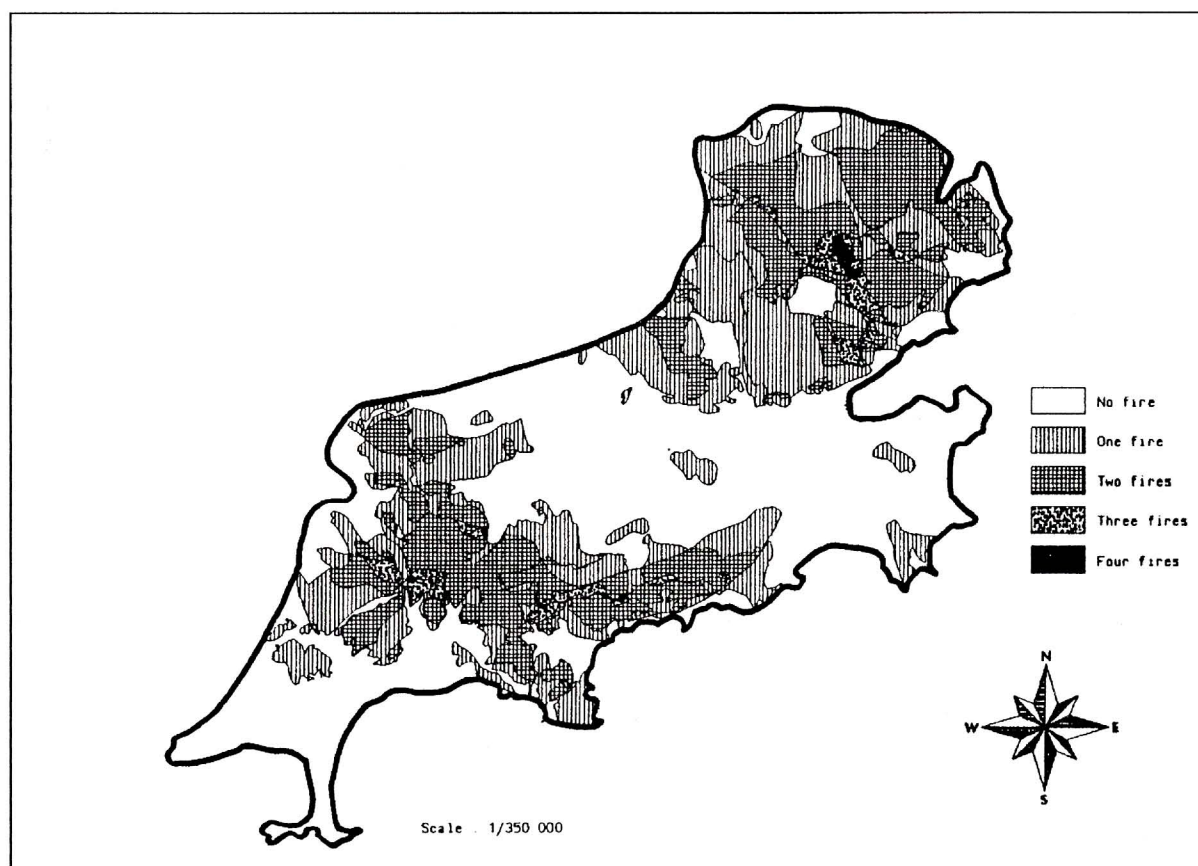 No fire
One fire
Two fires
Three fires
Four fires
N
W E
S
Scale . 1/350 000